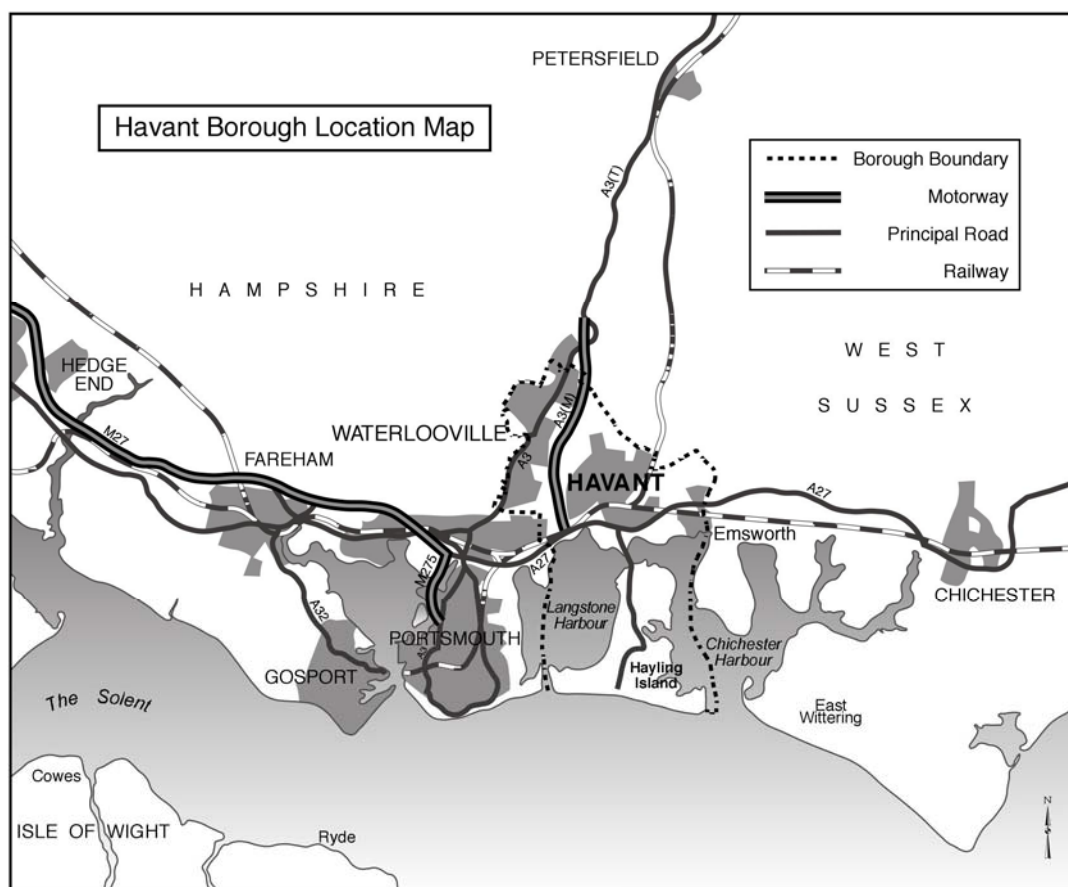 PETERSFIELD
Havant Borough Location Map
Borough Boundary
Motorway
Principal Road
Railway
A3(T)
HAMPSHIRE
WEST
SUSSEX
HEDGE
END
M27
FAREHAM
WATERLOOVILLE
A3
A3(M)
HAVANT
A27
Emsworth
M275
A27
A32
PORTSMOUTH
GOSPORT
Langstone
Harbour
Hayling
Island
Chichester
Harbour
CHICHESTER
East
Wittering
The Solent
Cowes
ISLE OF WIGHT
Ryde
N